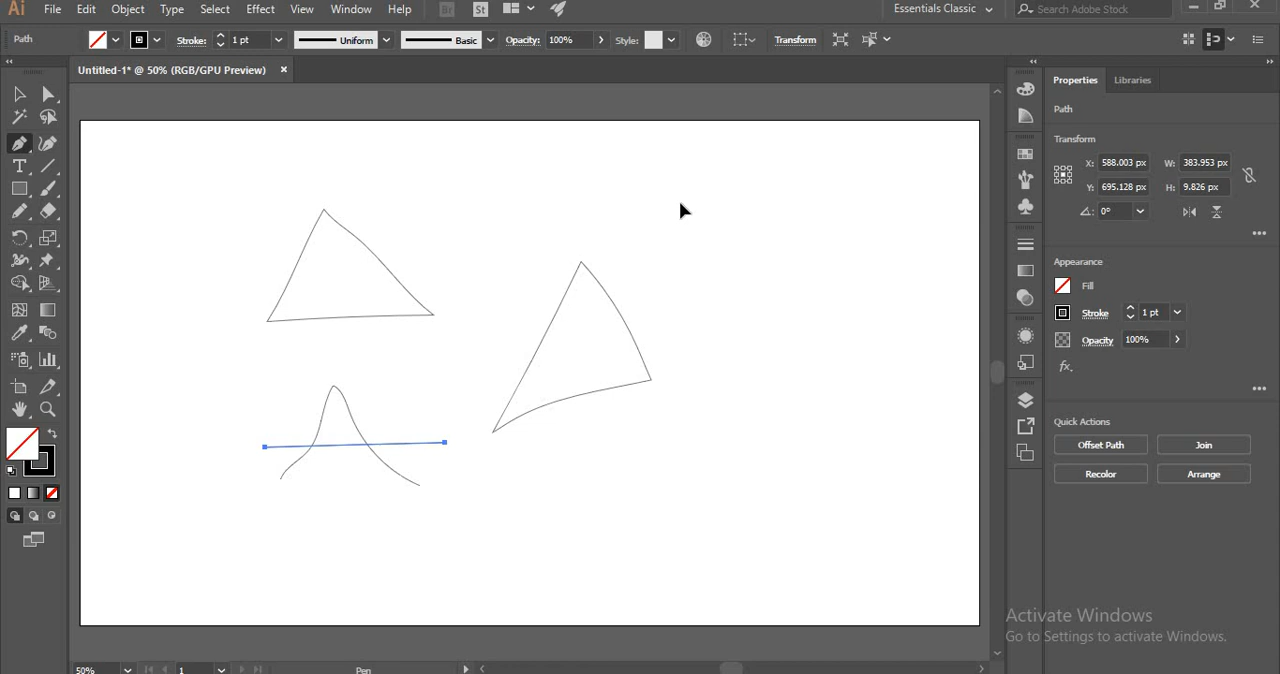 Ai File Edit Object Type Select Effect View Window Help Br St Essentials Classic Search Adobe Stock
Path Stroke: 1 pt Uniform Basic Opacity: 100% Style: Transform
Untitled-1* @ 50% (RGB/GPU Preview) ×
Properties Libraries
Path
Transform
X: 588.003 px W: 383.953 px
Y: 695.128 px H: 9.826 px
0°
Appearance
Fill
Stroke 1 pt
Opacity 100%
fx.
Quick Actions
Offset Path Join
Recolor Arrange
Activate Windows
Go to Settings to activate Windows.
50% 1 Pen